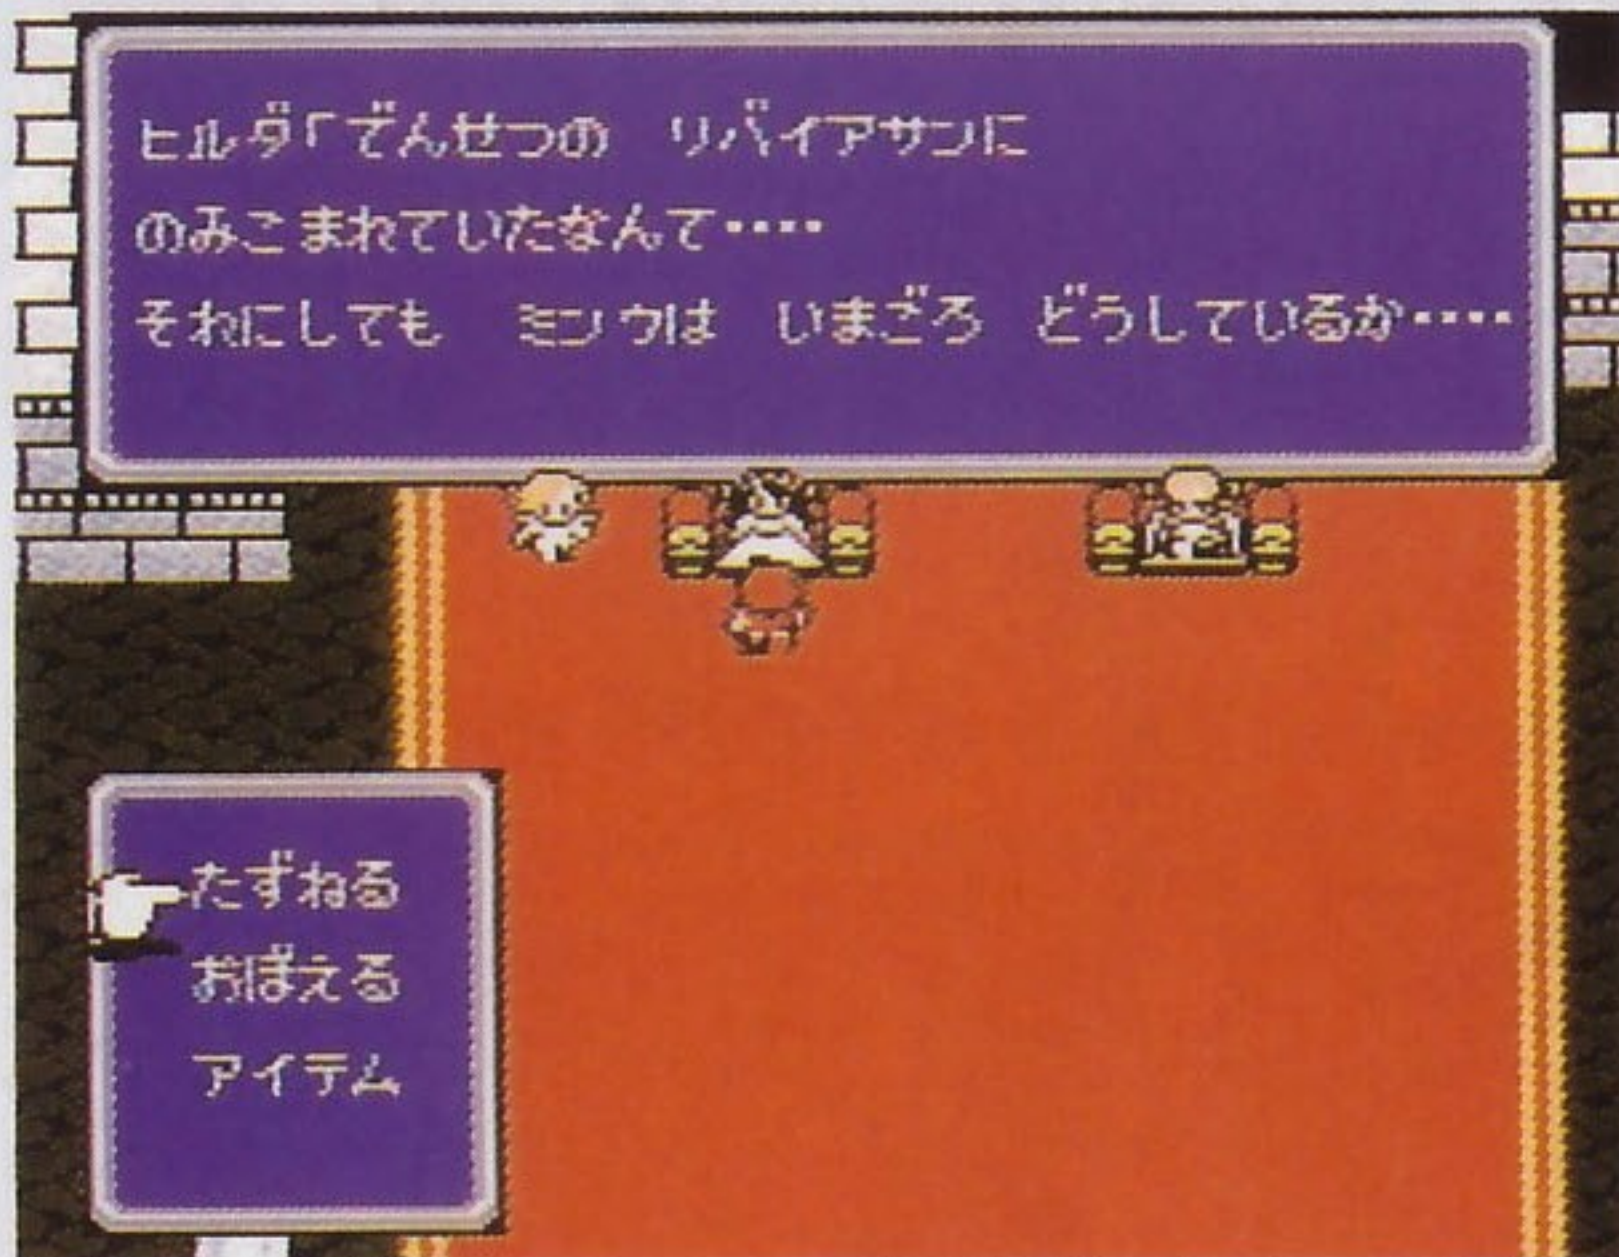 ヒルダ「でんせつの　リバイアサンに
のみこまれていたなんて‥‥
それにしても　ミンウは　いまごろ　どうしているか‥‥
たずねる
おぼえる
アイテム